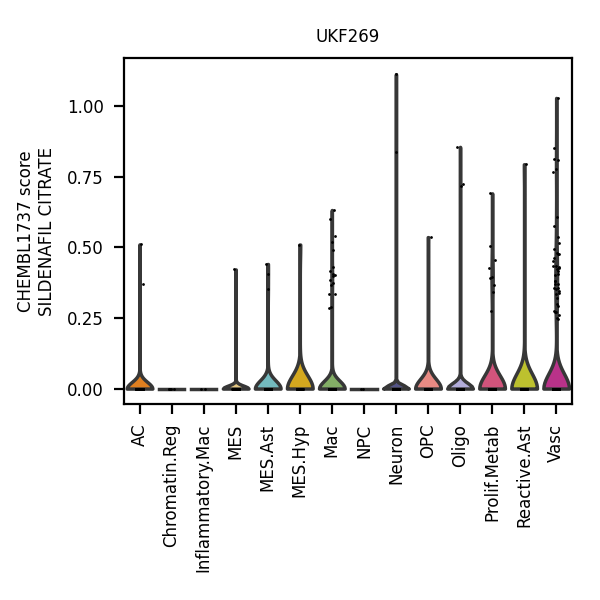 UKF269
CHEMBL1737 score
SILDENAFIL CITRATE
1.00
0.75
0.50
0.25
0.00
AC
Chromatin.Reg
Inflammatory.Mac
MES
MES.Ast
MES.Hyp
Mac
NPC
Neuron
OPC
Oligo
Prolif.Metab
Reactive.Ast
Vasc